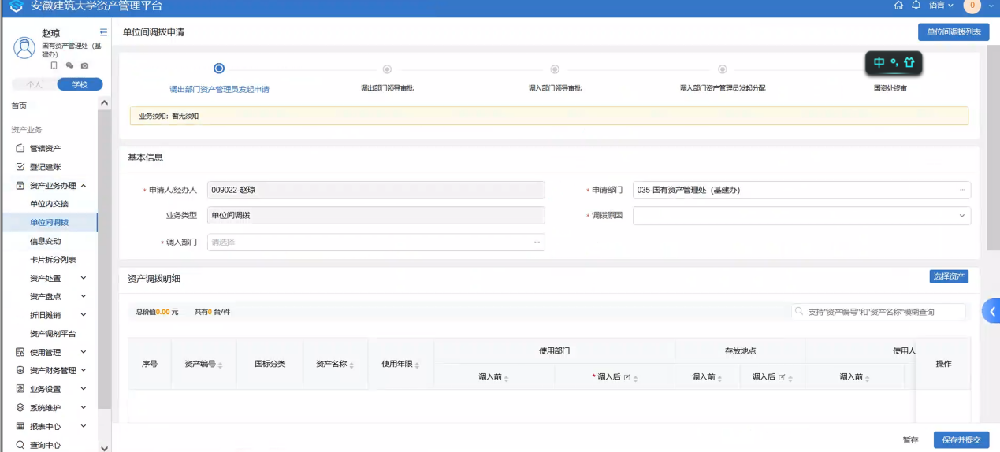 安徽建筑大学资产管理平台
语言
0
赵琼
国有资产管理处（基
建办）
个人 学校
首页
资产业务
管辖资产
登记建账
资产业务办理
单位内交接
单位间调拨
信息变动
卡片拆分列表
资产处置
资产盘点
折旧摊销
资产调剂平台
使用管理
资产财务管理
业务设置
系统维护
报表中心
查询中心
单位间调拨申请
单位间调拨列表
中 °,
调出部门资产管理员发起申请 调出部门领导审批 调入部门领导审批 调入部门资产管理员发起分配 国资处终审
业务须知：暂无须知
基本信息
* 申请人/经办人 009022-赵琼 * 申请部门 035-国有资产管理处（基建办） ...
业务类型 单位间调拨 * 调拨原因
* 调入部门 请选择 ...
资产调拨明细 选择资产
总价值0.00 元 共有0 台/件 支持"资产编号"和"资产名称"模糊查询
序号 资产编号 国标分类 资产名称 使用年限 使用部门 存放地点 使用人 操作
调入前 * 调入后 调入前 调入后 调入前
暂存 保存并提交